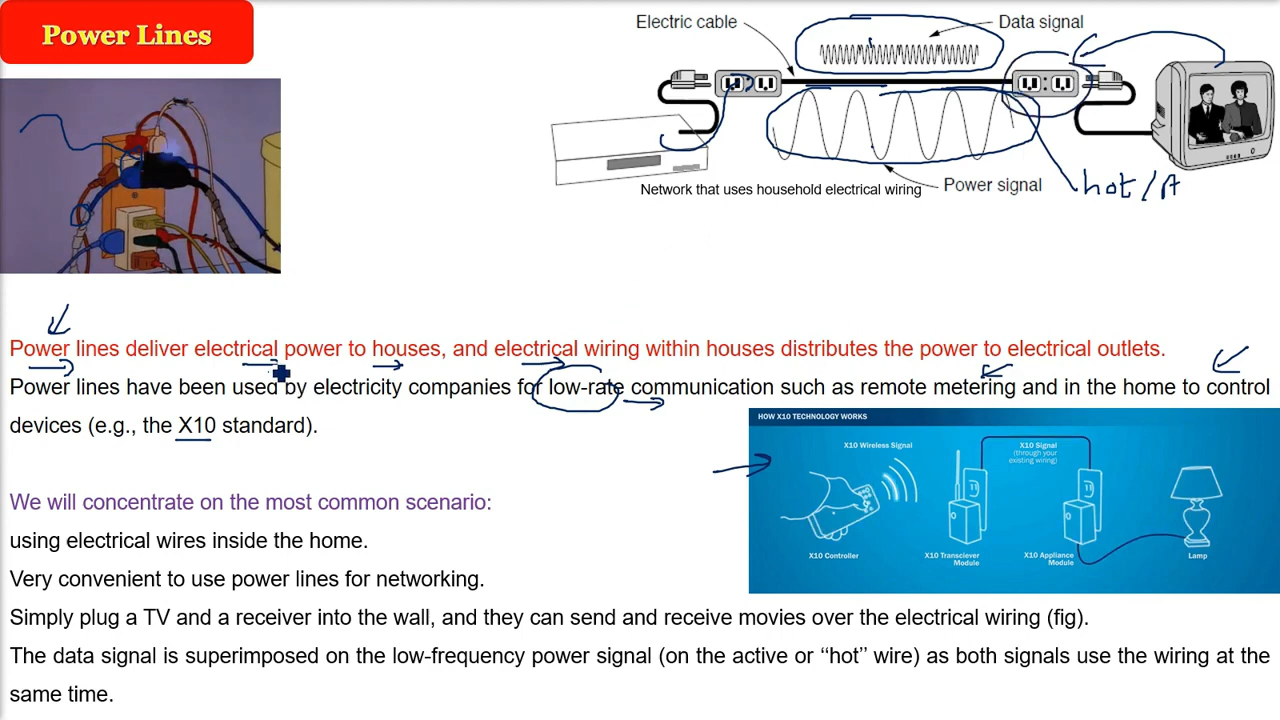 Power Lines
Electric cable
Data signal
Network that uses household electrical wiring
Power signal
hot/A
Power lines deliver electrical power to houses, and electrical wiring within houses distributes the power to electrical outlets.
Power lines have been used by electricity companies for low-rate communication such as remote metering and in the home to control
devices (e.g., the X10 standard).
HOW X10 TECHNOLOGY WORKS
X10 Wireless Signal
X10 Signal
(through your
existing wiring)
X10 Controller
X10 Transciever
Module
X10 Appliance
Module
Lamp
We will concentrate on the most common scenario:
using electrical wires inside the home.
Very convenient to use power lines for networking.
Simply plug a TV and a receiver into the wall, and they can send and receive movies over the electrical wiring (fig).
The data signal is superimposed on the low-frequency power signal (on the active or ‘‘hot’’ wire) as both signals use the wiring at the
same time.